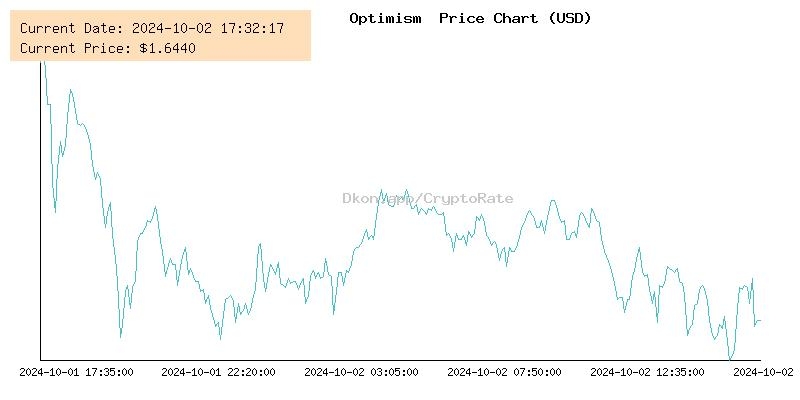 Optimism  Price Chart (USD)
Current Date: 2024-10-02 17:32:17
Current Price: $1.6440
Dkon.app/CryptoRate
2024-10-01 17:35:00 2024-10-01 22:20:00 2024-10-02 03:05:00 2024-10-02 07:50:00 2024-10-02 12:35:00 2024-10-02